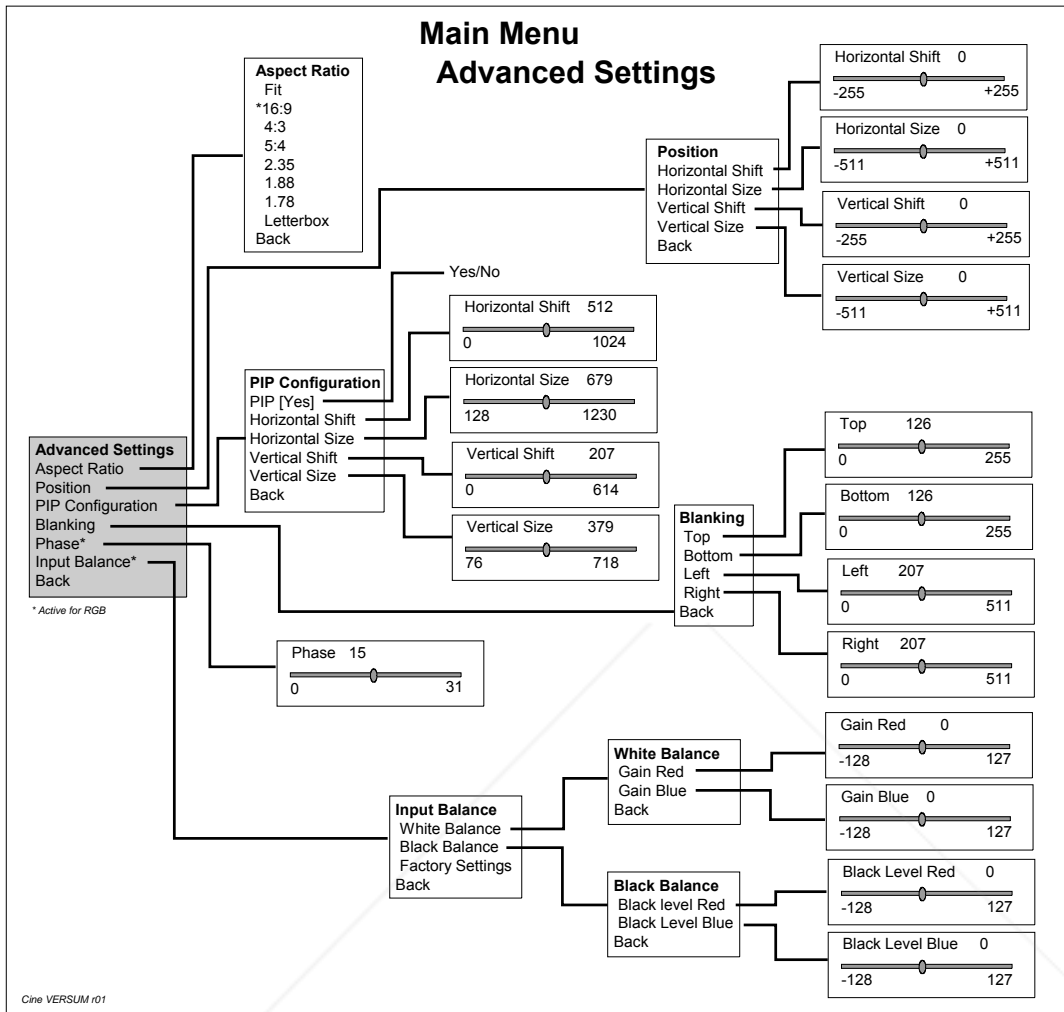 Main Menu
Advanced Settings
Aspect Ratio
Fit
*16:9
4:3
5:4
2.35
1.88
1.78
Letterbox
Back
Position
Horizontal Shift
Horizontal Size
Vertical Shift
Vertical Size
Back
Horizontal Shift 0
-255 +255
Horizontal Size 0
-511 +511
Vertical Shift 0
-255 +255
Vertical Size 0
-511 +511
Yes/No
Horizontal Shift 512
0 1024
Horizontal Size 679
128 1230
Vertical Shift 207
0 614
Vertical Size 379
76 718
PIP Configuration
PIP [Yes]
Horizontal Shift
Horizontal Size
Vertical Shift
Vertical Size
Back
Advanced Settings
Aspect Ratio
Position
PIP Configuration
Blanking
Phase*
Input Balance*
Back
* Active for RGB
Blanking
Top
Bottom
Left
Right
Back
Top 126
0 255
Bottom 126
0 255
Left 207
0 511
Right 207
0 511
Phase 15
0 31
Input Balance
White Balance
Black Balance
Factory Settings
Back
White Balance
Gain Red
Gain Blue
Back
Black Balance
Black level Red
Black Level Blue
Back
Gain Red 0
-128 127
Gain Blue 0
-128 127
Black Level Red 0
-128 127
Black Level Blue 0
-128 127
Cine VERSUM r01